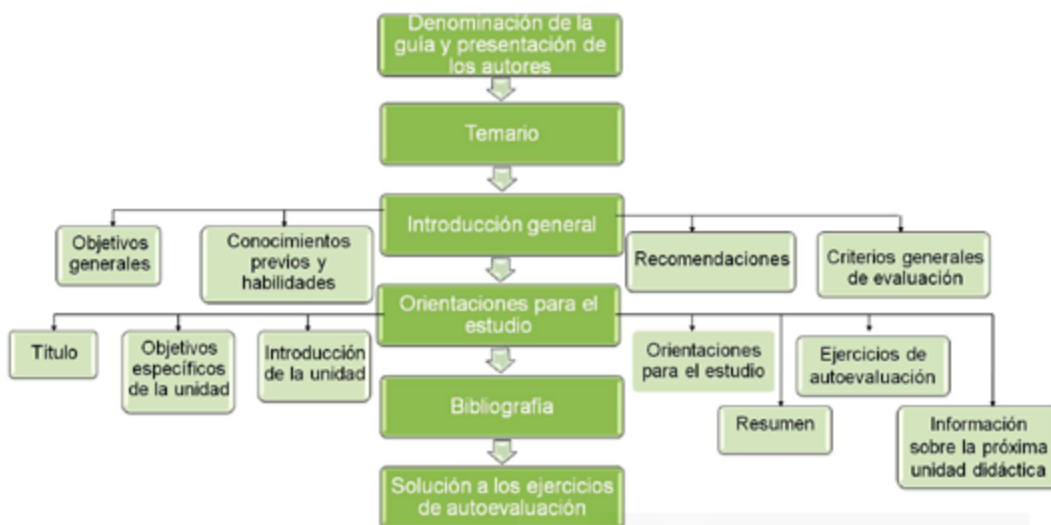 Denominación de la
guía y presentación de
los autores
Temario
Introducción general
Objetivos
generales
Conocimientos
previos y
habilidades
Recomendaciones
Criterios generales
de evaluación
Orientaciones para el
estudio
Titulo
Objetivos
específicos
de la unidad
Introducción
de la unidad
Orientaciones
para el estudio
Ejercicios de
autoevaluación
Resumen
Información
sobre la próxima
unidad didáctica
Bibliografía
Solución a los ejercicios
de autoevaluación